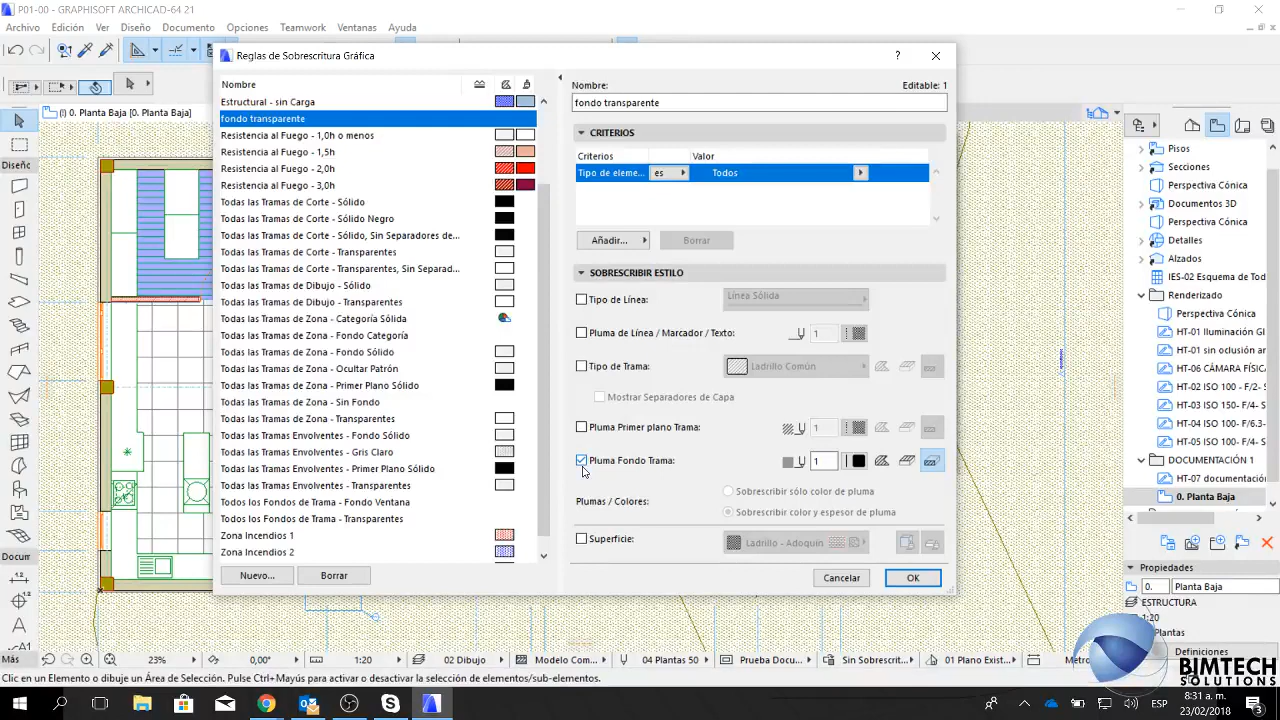 P01-00 - GRAPHISOFT ARCHICAD-64 21
Archivo Edición Ver Diseño Documentación Opciones Teamwork Ventanas Ayuda
(!) 0. Planta Baja [0. Planta Baja]
Diseño
Docum
Más
Reglas de Sobrescritura Gráfica
?
Nombre
Estructural - sin Carga
fondo transparente
Resistencia al Fuego - 1,0h o menos
Resistencia al Fuego - 1,5h
Resistencia al Fuego - 2,0h
Resistencia al Fuego - 3,0h
Todas las Tramas de Corte - Sólido
Todas las Tramas de Corte - Sólido Negro
Todas las Tramas de Corte - Sólido, Sin Separadores de...
Todas las Tramas de Corte - Transparentes
Todas las Tramas de Corte - Transparentes, Sin Separad...
Todas las Tramas de Dibujo - Sólido
Todas las Tramas de Dibujo - Transparentes
Todas las Tramas de Zona - Categoría Sólida
Todas las Tramas de Zona - Fondo Categoría
Todas las Tramas de Zona - Fondo Sólido
Todas las Tramas de Zona - Ocultar Patrón
Todas las Tramas de Zona - Primer Plano Sólido
Todas las Tramas de Zona - Sin Fondo
Todas las Tramas de Zona - Transparentes
Todas las Tramas Envolventes - Fondo Sólido
Todas las Tramas Envolventes - Gris Claro
Todas las Tramas Envolventes - Primer Plano Sólido
Todas las Tramas Envolventes - Transparentes
Todos los Fondos de Trama - Fondo Ventana
Todos los Fondos de Trama - Transparentes
Zona Incendios 1
Zona Incendios 2
Nuevo... Borrar
Nombre: Editable: 1
fondo transparente
CRITERIOS
Criterios Valor
Tipo de eleme... es Todos
Añadir... Borrar
SOBRESCRIBIR ESTILO
Tipo de Línea: Línea Sólida
Pluma de Línea / Marcador / Texto: 1
Tipo de Trama: Ladrillo Común
Mostrar Separadores de Capa
Pluma Primer plano Trama: 1
Pluma Fondo Trama: 1
Plumas / Colores:
Sobrescribir sólo color de pluma
Sobrescribir color y espesor de pluma
Superficie: Ladrillo - Adoquín
Cancelar OK
Pisos
Secciones
Perspectiva Cónica
Documentos 3D
Perspectiva Cónica
Detalles
Alzados
IES-02 Esquema de Tod
Renderizado
Perspectiva Cónica
HT-01 Iluminación Gl
HT-01 sin oclusión ar
HT-06 CÁMARA FÍSICA
HT-02 ISO 100 - F/2- S
HT-03 ISO 150- F/4- S
HT-04 ISO 100- F/6.3-
HT-05 ISO 100- F/4- S
DOCUMENTACIÓN 1
HT-07 documentació
0. Planta Baja
Propiedades
0. Planta Baja
ESTRUCTURA
1:20
Plantas
Definiciones
23% 0,00° 1:20 02 Dibujo Modelo Com... 04 Plantas 50 Prueba Docu... Sin Sobrescrit... 01 Plano Exist... Metro
Clic en un Elemento o dibuje un Área de Selección. Pulse Ctrl+Mayús para activar o desactivar la selección de elementos/sub-elementos.
BIMTECH
SOLUTIONS
ESP
8:31 a. m.
23/02/2018